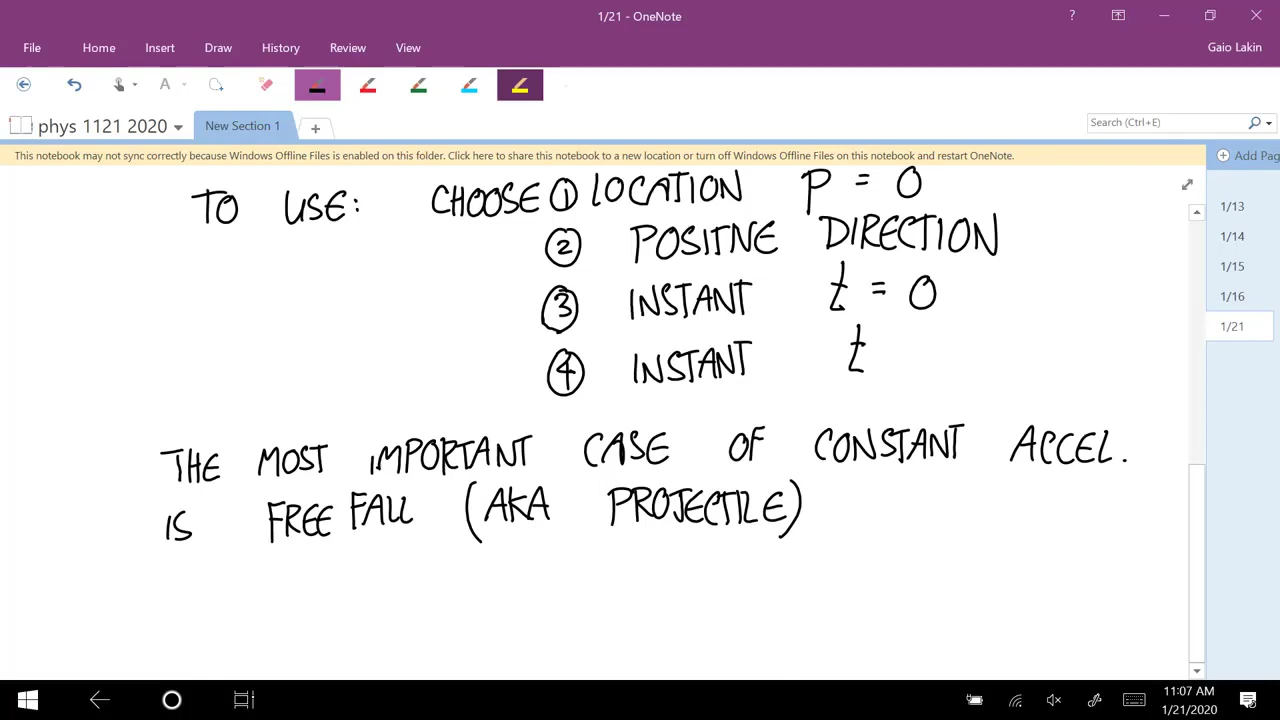 1/21 - OneNote
File Home Insert Draw History Review View
Gaio Lakin
phys 1121 2020
New Section 1
Search (Ctrl+E)
This notebook may not sync correctly because Windows Offline Files is enabled on this folder. Click here to share this notebook to a new location or turn off Windows Offline Files on this notebook and restart OneNote.
Add Pag
TO USE: CHOOSE ① LOCATION P = 0
② POSITIVE DIRECTION
③ INSTANT t = 0
④ INSTANT t
THE MOST IMPORTANT CASE OF CONSTANT ACCEL.
IS FREE FALL (AKA PROJECTILE)
1/13
1/14
1/15
1/16
1/21
11:07 AM
1/21/2020